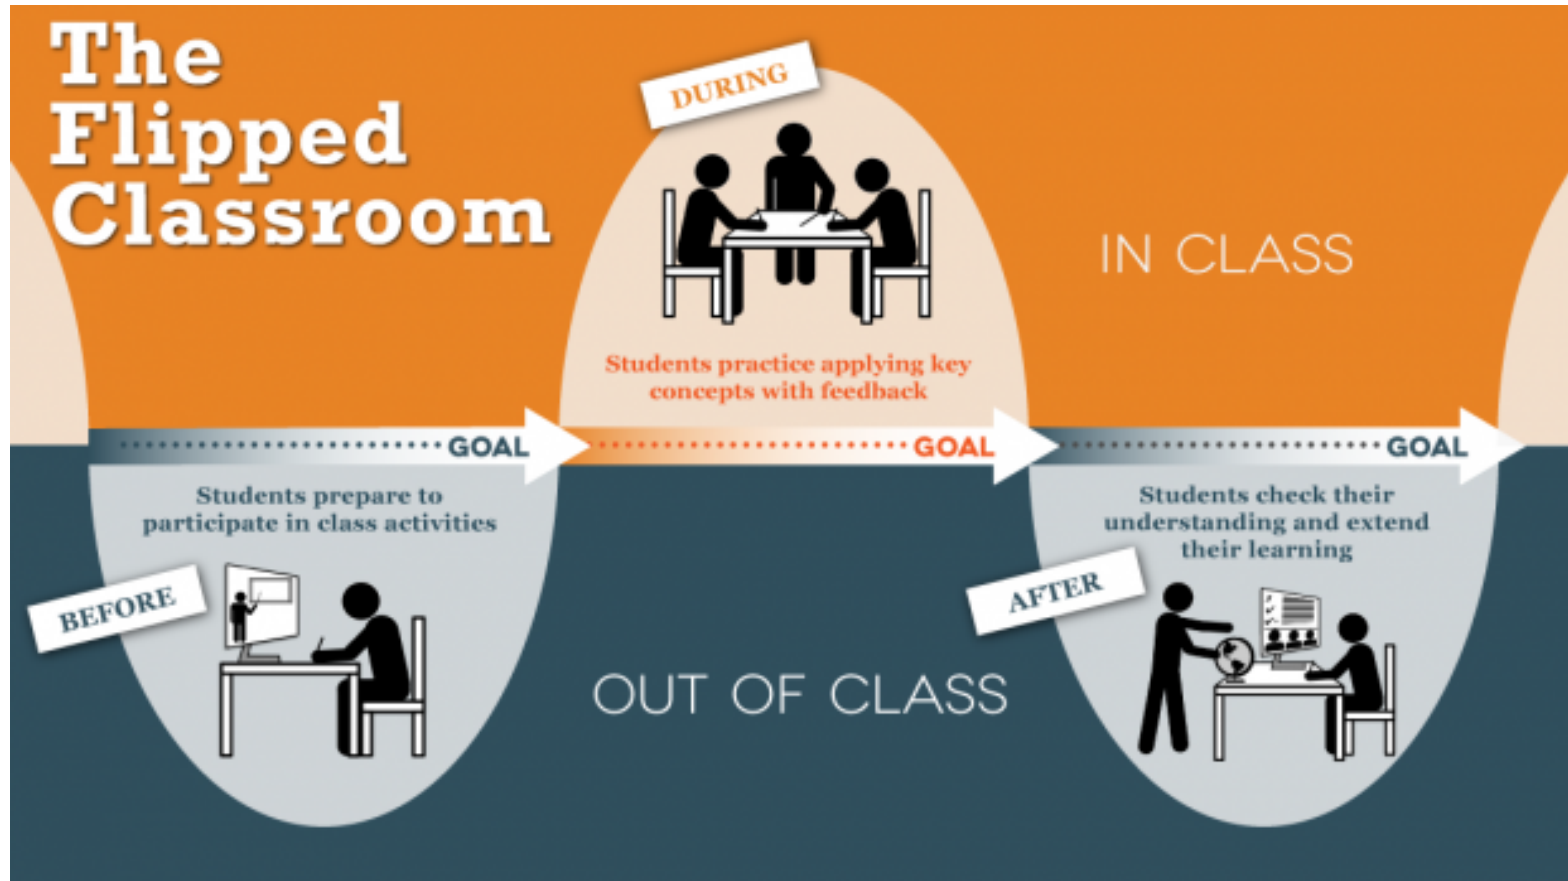 The
Flipped
Classroom
DURING
IN CLASS
Students practice applying key
concepts with feedback
GOAL
GOAL
GOAL
Students prepare to
participate in class activities
BEFORE
OUT OF CLASS
Students check their
understanding and extend
their learning
AFTER